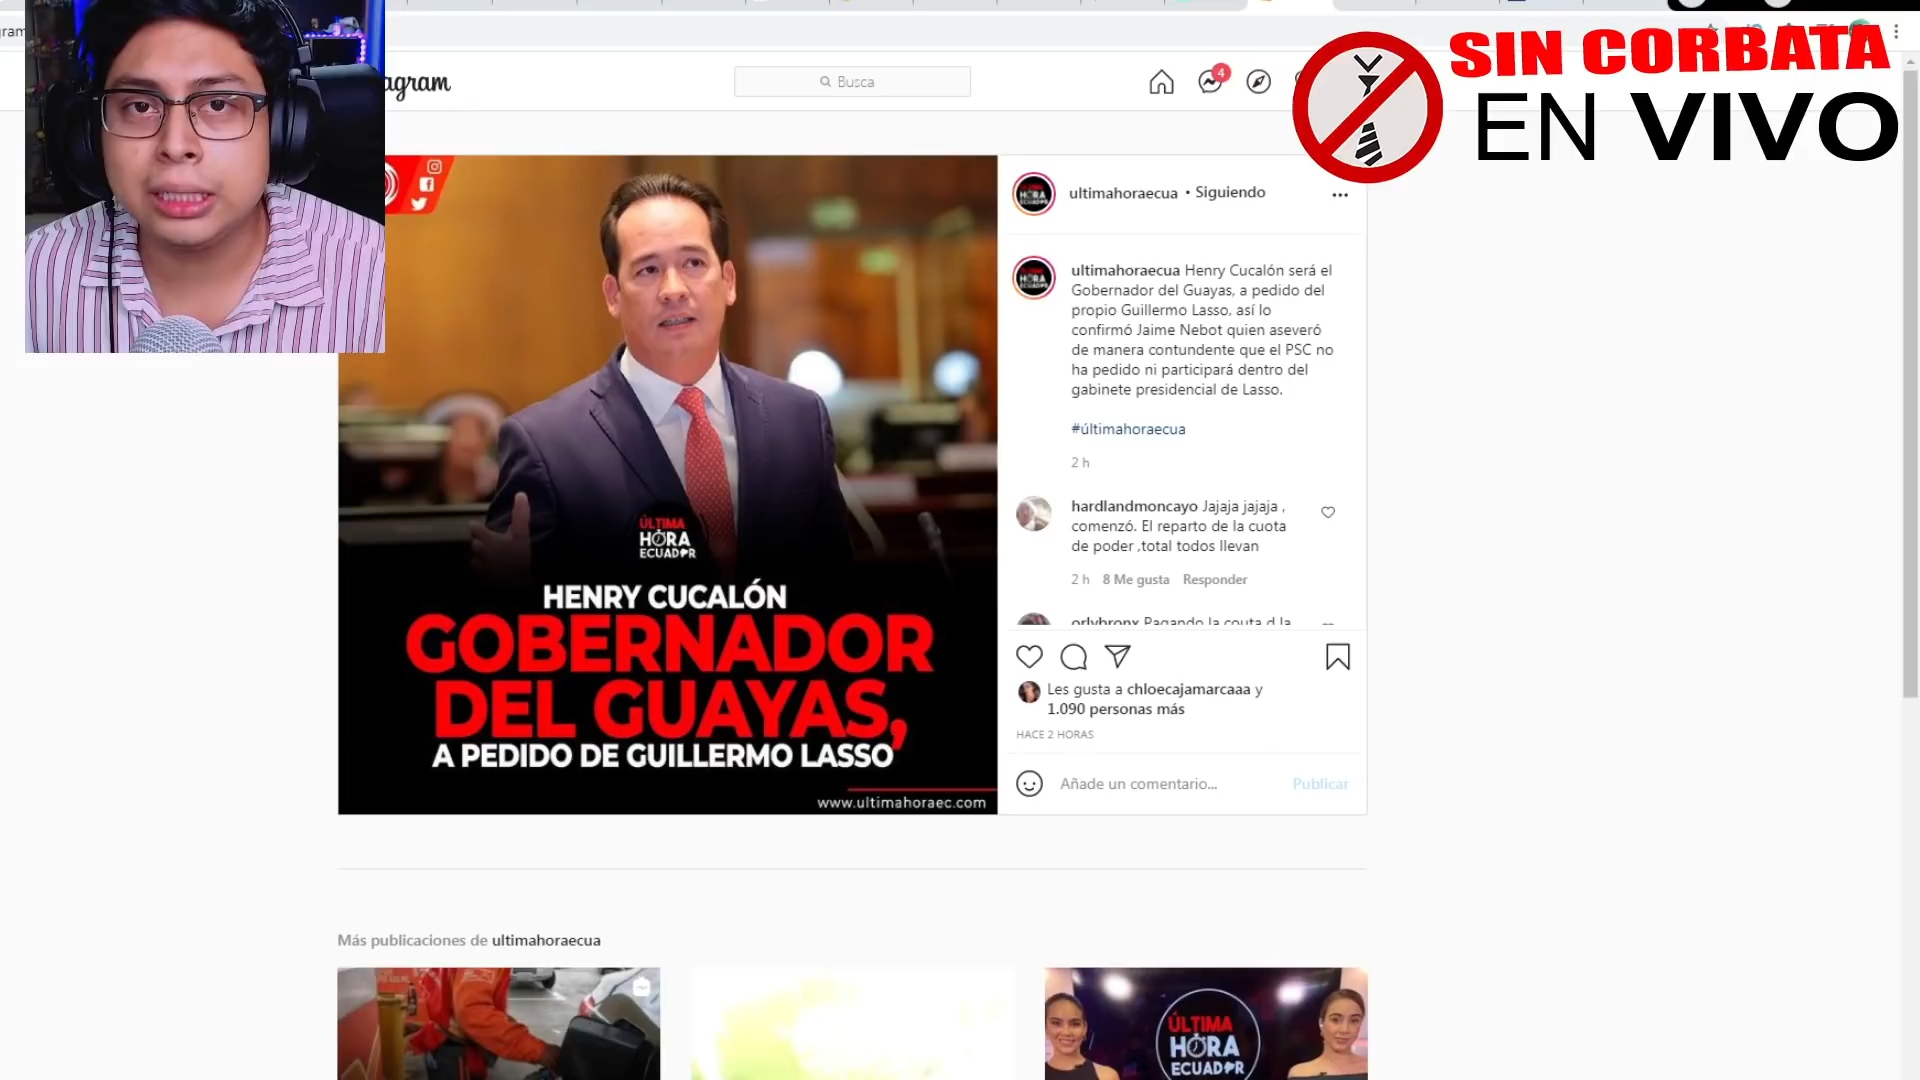 gram
SIN CORBATA
EN VIVO
agram
Busca
4
ultimahoraecua • Siguiendo
ultimahoraecua Henry Cucalón será el
Gobernador del Guayas, a pedido del
propio Guillermo Lasso, así lo
confirmó Jaime Nebot quien aseveró
de manera contundente que el PSC no
ha pedido ni participará dentro del
gabinete presidencial de Lasso.
#últimahoraecua
2 h
hardlandmoncayo Jajaja jajaja ,
comenzó. El reparto de la cuota
de poder ,total todos llevan
2 h 8 Me gusta Responder
orlybronx Pagando la couta d la
Les gusta a chloecajamarcaaa y
1.090 personas más
HACE 2 HORAS
Añade un comentario... Publicar
ÚLTIMA
HORA
ECUADOR
HENRY CUCALÓN
GOBERNADOR
DEL GUAYAS,
A PEDIDO DE GUILLERMO LASSO
www.ultimahoraec.com
Más publicaciones de ultimahoraecua
ÚLTIMA
HORA
ECUADOR